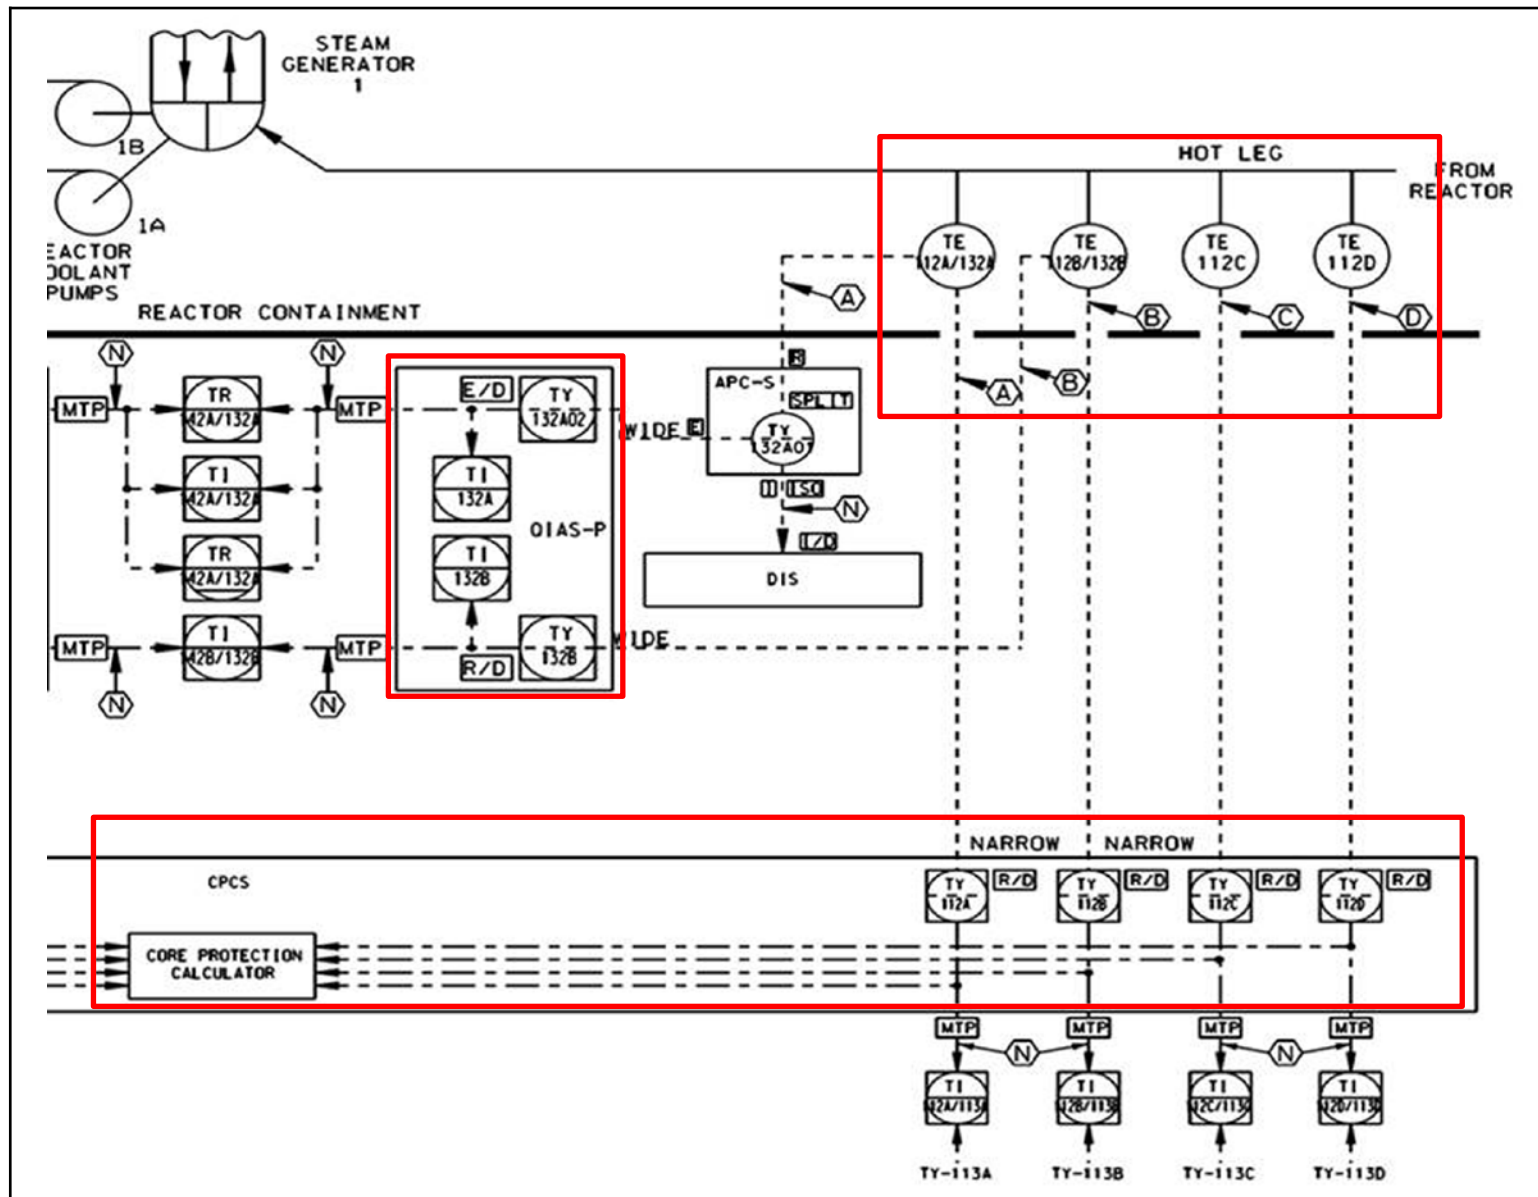 STEAM
GENERATOR
1
1B
1A
EACTOR
OOLANT
PUMPS
HOT LEG
FROM
REACTOR
TE
112A/132A
TE
112B/132B
TE
112C
TE
112D
A
B
C
D
REACTOR CONTAINMENT
A
B
N
N
MTP
TR
142A/132A
MTP
E/D
TY
132A02
WIDE
E
R
APC-S
SPLIT
TY
132A01
TI
142A/132A
TI
132A
QIAS-P
I
ISO
N
I/D
DIS
TR
142A/132A
TI
132B
MTP
TI
142B/132B
MTP
R/D
TY
132B
WIDE
N
N
NARROW
NARROW
CPCS
TY
112A
R/D
TY
112B
R/D
TY
112C
R/D
TY
112D
R/D
CORE PROTECTION
CALCULATOR
MTP
MTP
MTP
MTP
N
N
TI
112A/113A
TI
112B/113B
TI
112C/113C
TI
112D/113D
TY-113A
TY-113B
TY-113C
TY-113D